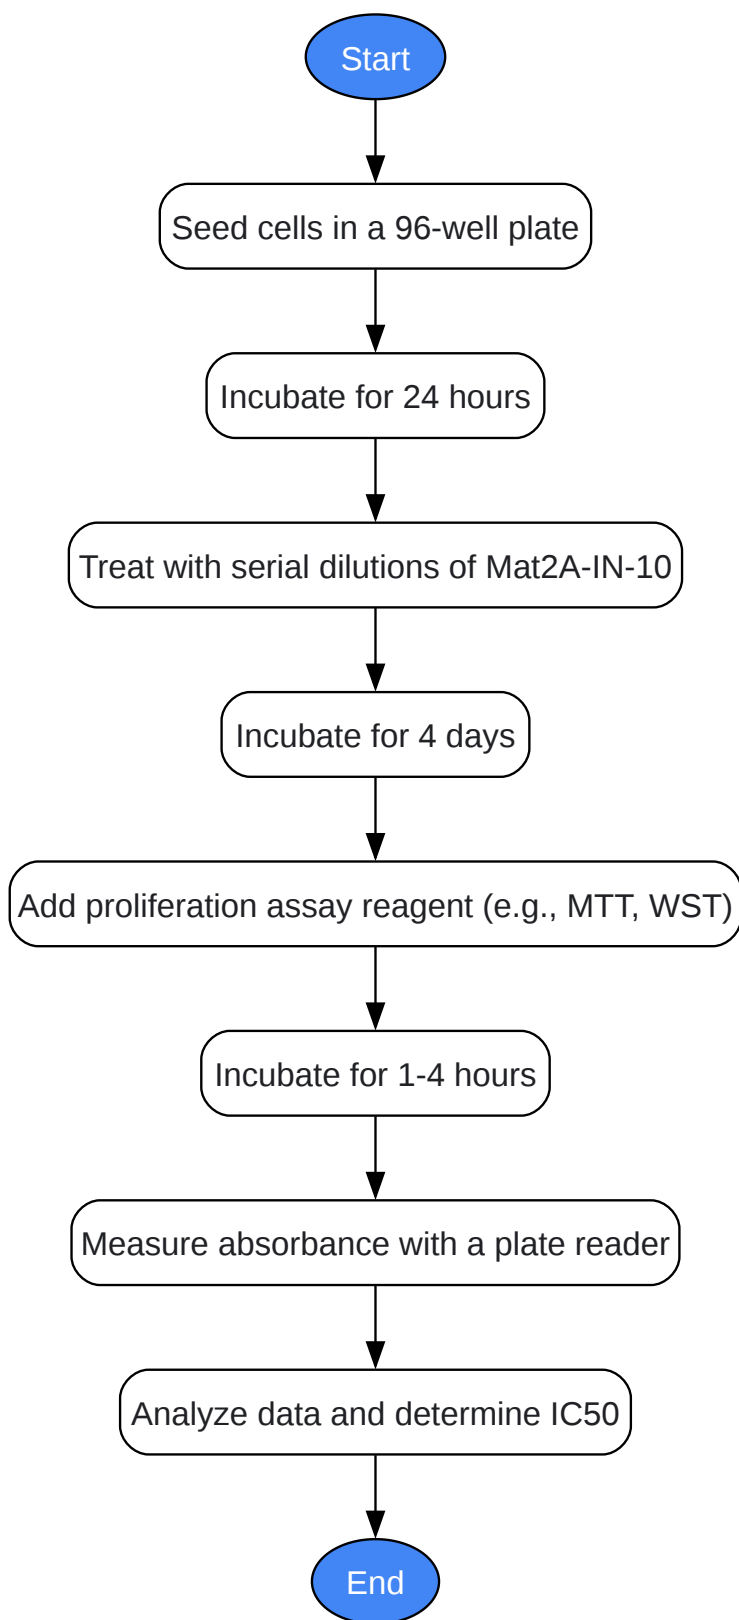 Start
Seed cells in a 96-well plate
Incubate for 24 hours
Treat with serial dilutions of Mat2A-IN-10
Incubate for 4 days
Add proliferation assay reagent (e.g., MTT, WST)
Incubate for 1-4 hours
Measure absorbance with a plate reader
Analyze data and determine IC50
End